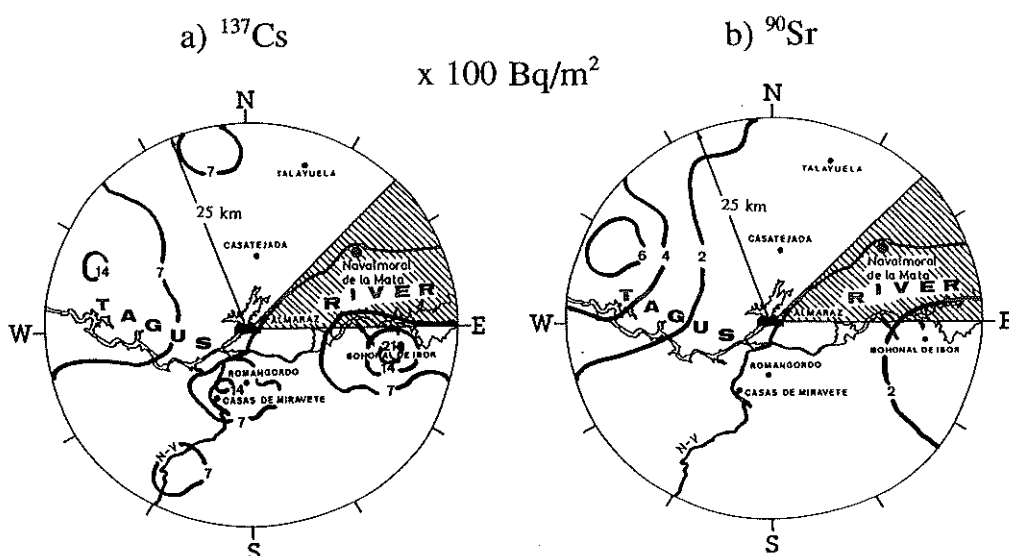 a) ¹³⁷Cs
b) ⁹⁰Sr
x 100 Bq/m²
N
7
TALAYUELA
25 km
CASATEJADA
7
14
Navalmoral
de la Mata
TAGUS
RIVER
ALMARAZ
W
E
21
BOHONAL DE IBOR
14
ROMANGORDO
7
14
CASAS DE MIRAVETE
7
N-V
7
S
N
TALAYUELA
25 km
CASATEJADA
6
4
2
Navalmoral
de la Mata
TAGUS
RIVER
ALMARAZ
W
E
BOHONAL DE IBOR
ROMANGORDO
CASAS DE MIRAVETE
2
N-V
S